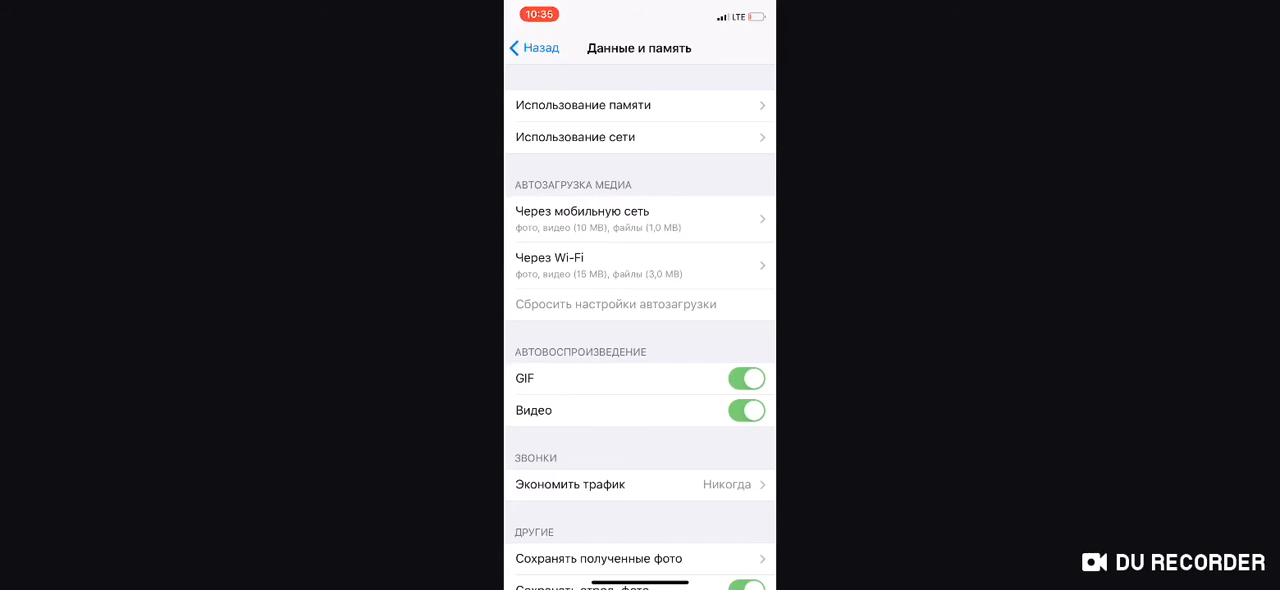 10:35
LTE
Назад
Данные и память
Использование памяти
Использование сети
АВТОЗАГРУЗКА МЕДИА
Через мобильную сеть
фото, видео (10 MB), файлы (1,0 MB)
Через Wi-Fi
фото, видео (15 MB), файлы (3,0 MB)
Сбросить настройки автозагрузки
АВТОВОСПРОИЗВЕДЕНИЕ
GIF
Видео
ЗВОНКИ
Экономить трафик
Никогда
ДРУГИЕ
Сохранять полученные фото
DU RECORDER